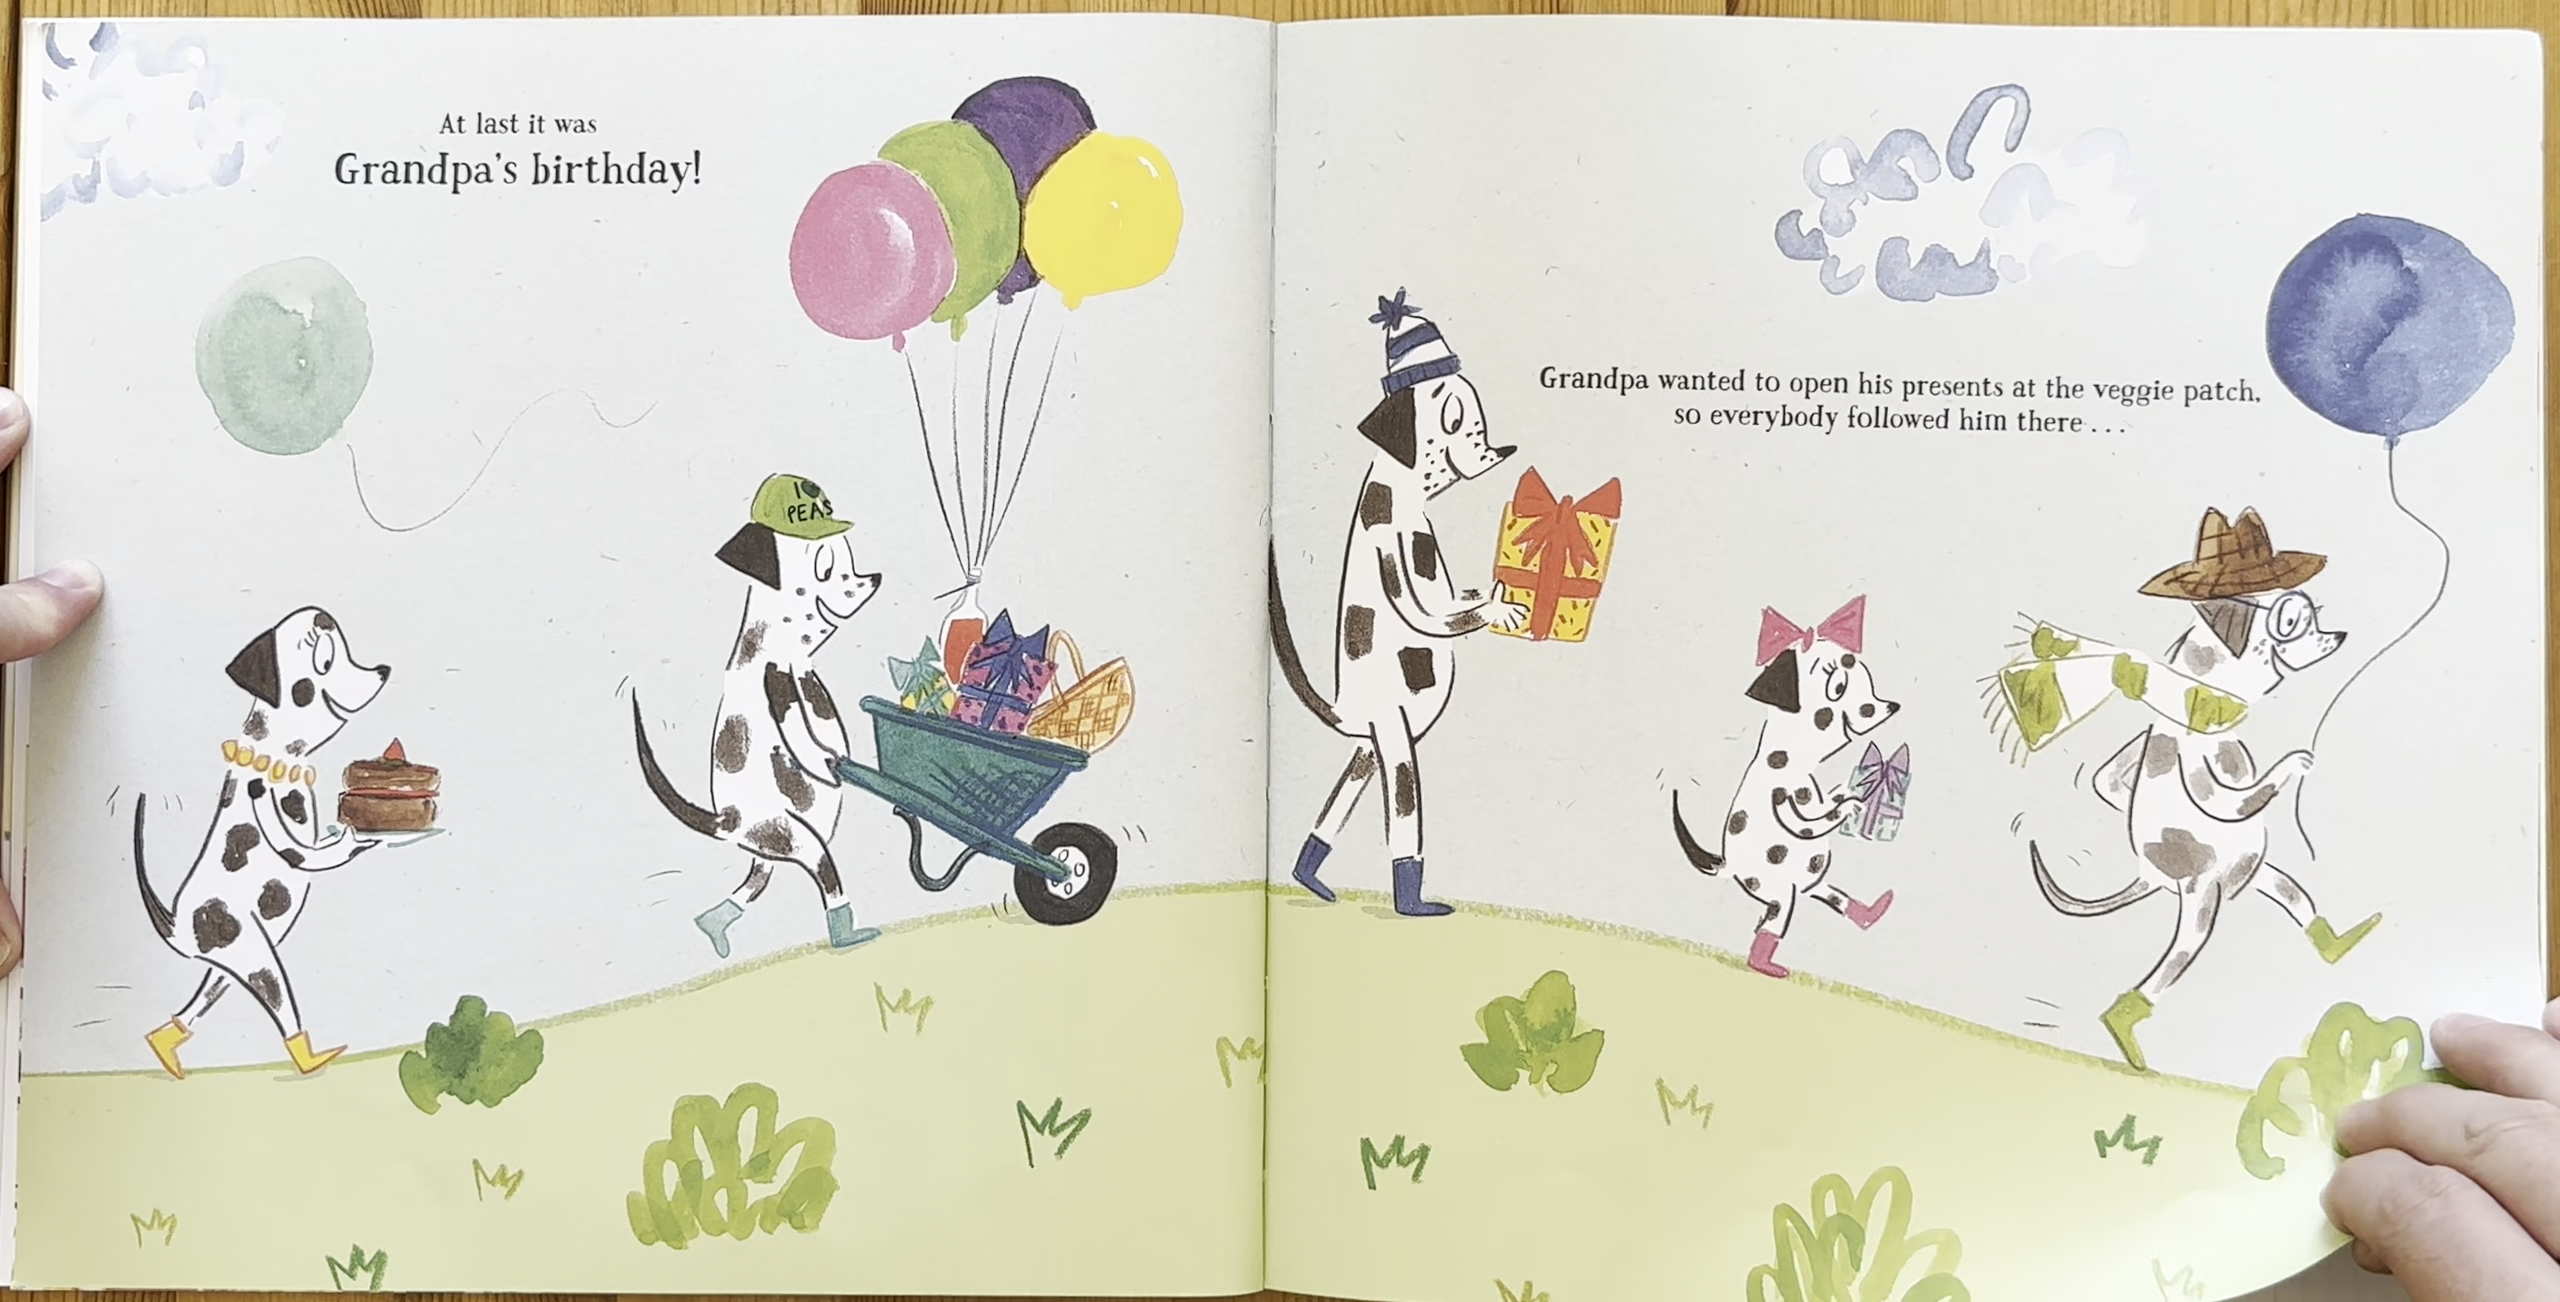 At last it was
Grandpa's birthday!
I ♥
PEAS
Grandpa wanted to open his presents at the veggie patch,
so everybody followed him there...